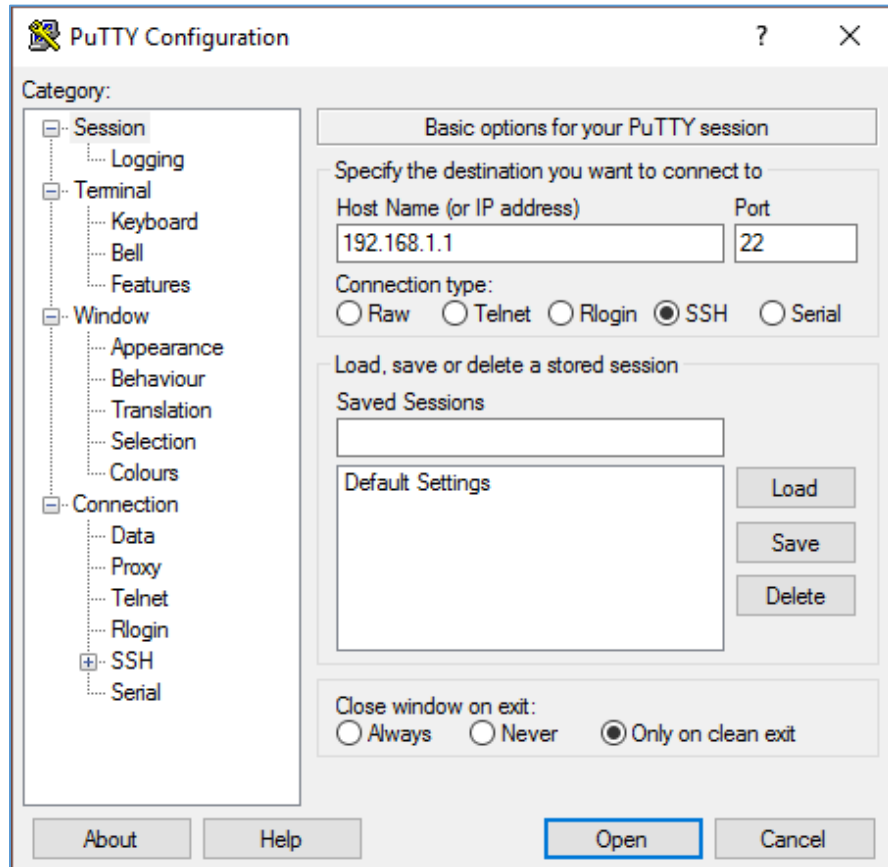 PuTTY Configuration
?
Category:
Session
Logging
Terminal
Keyboard
Bell
Features
Window
Appearance
Behaviour
Translation
Selection
Colours
Connection
Data
Proxy
Telnet
Rlogin
SSH
Serial
Basic options for your PuTTY session
Specify the destination you want to connect to
Host Name (or IP address) Port
192.168.1.1 22
Connection type:
Raw Telnet Rlogin SSH Serial
Load, save or delete a stored session
Saved Sessions
Default Settings
Load
Save
Delete
Close window on exit:
Always Never Only on clean exit
About Help Open Cancel